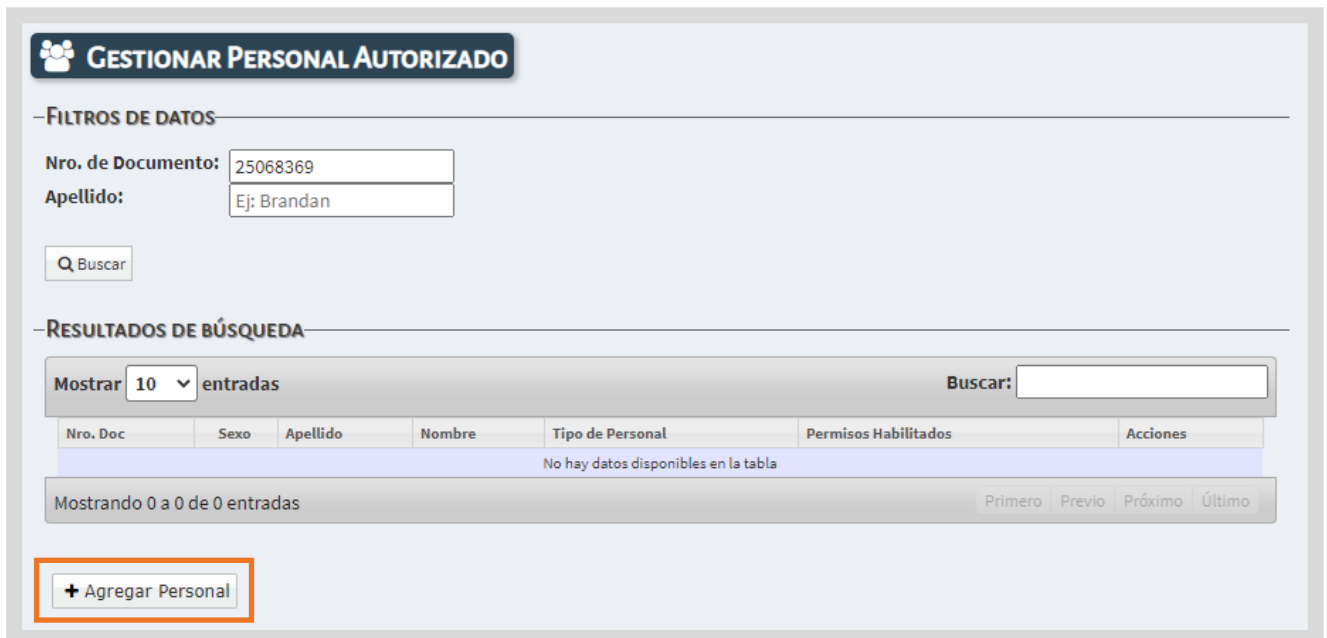 GESTIONAR PERSONAL AUTORIZADO
FILTROS DE DATOS
Nro. de Documento: 25068369
Apellido: Ej: Brandan
Buscar
RESULTADOS DE BÚSQUEDA
Mostrar 10 entradas Buscar:
Nro. Doc Sexo Apellido Nombre Tipo de Personal Permisos Habilitados Acciones
No hay datos disponibles en la tabla
Mostrando 0 a 0 de 0 entradas Primero Previo Próximo Último
+ Agregar Personal